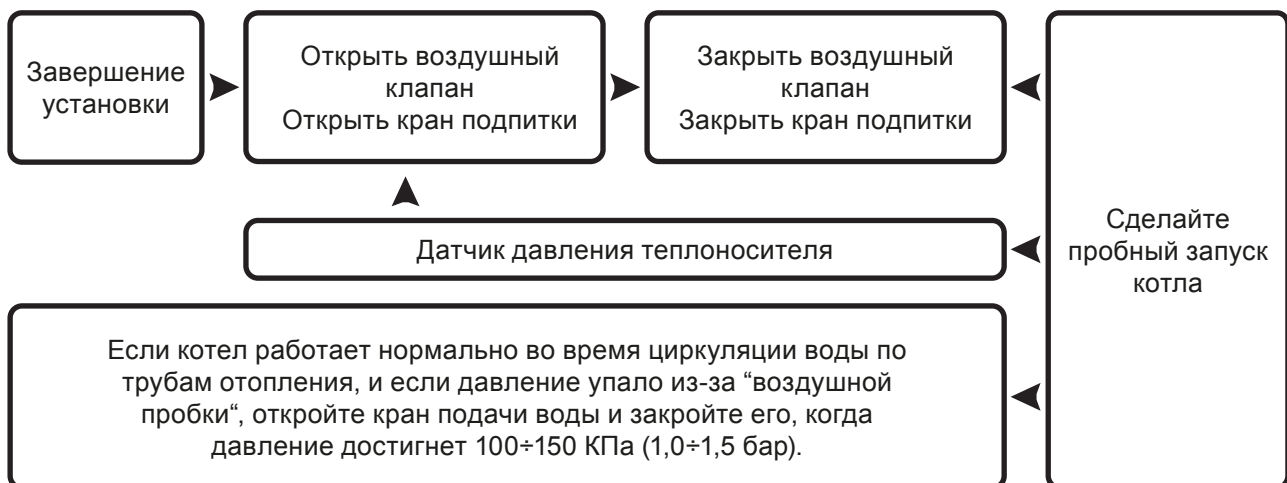 Завершение
установки
Открыть воздушный
клапан
Открыть кран подпитки
Закрыть воздушный
клапан
Закрыть кран подпитки
Сделайте
пробный запуск
котла
Датчик давления теплоносителя
Если котел работает нормально во время циркуляции воды по
трубам отопления, и если давление упало из-за “воздушной
пробки“, откройте кран подачи воды и закройте его, когда
давление достигнет 100÷150 КПа (1,0÷1,5 бар).